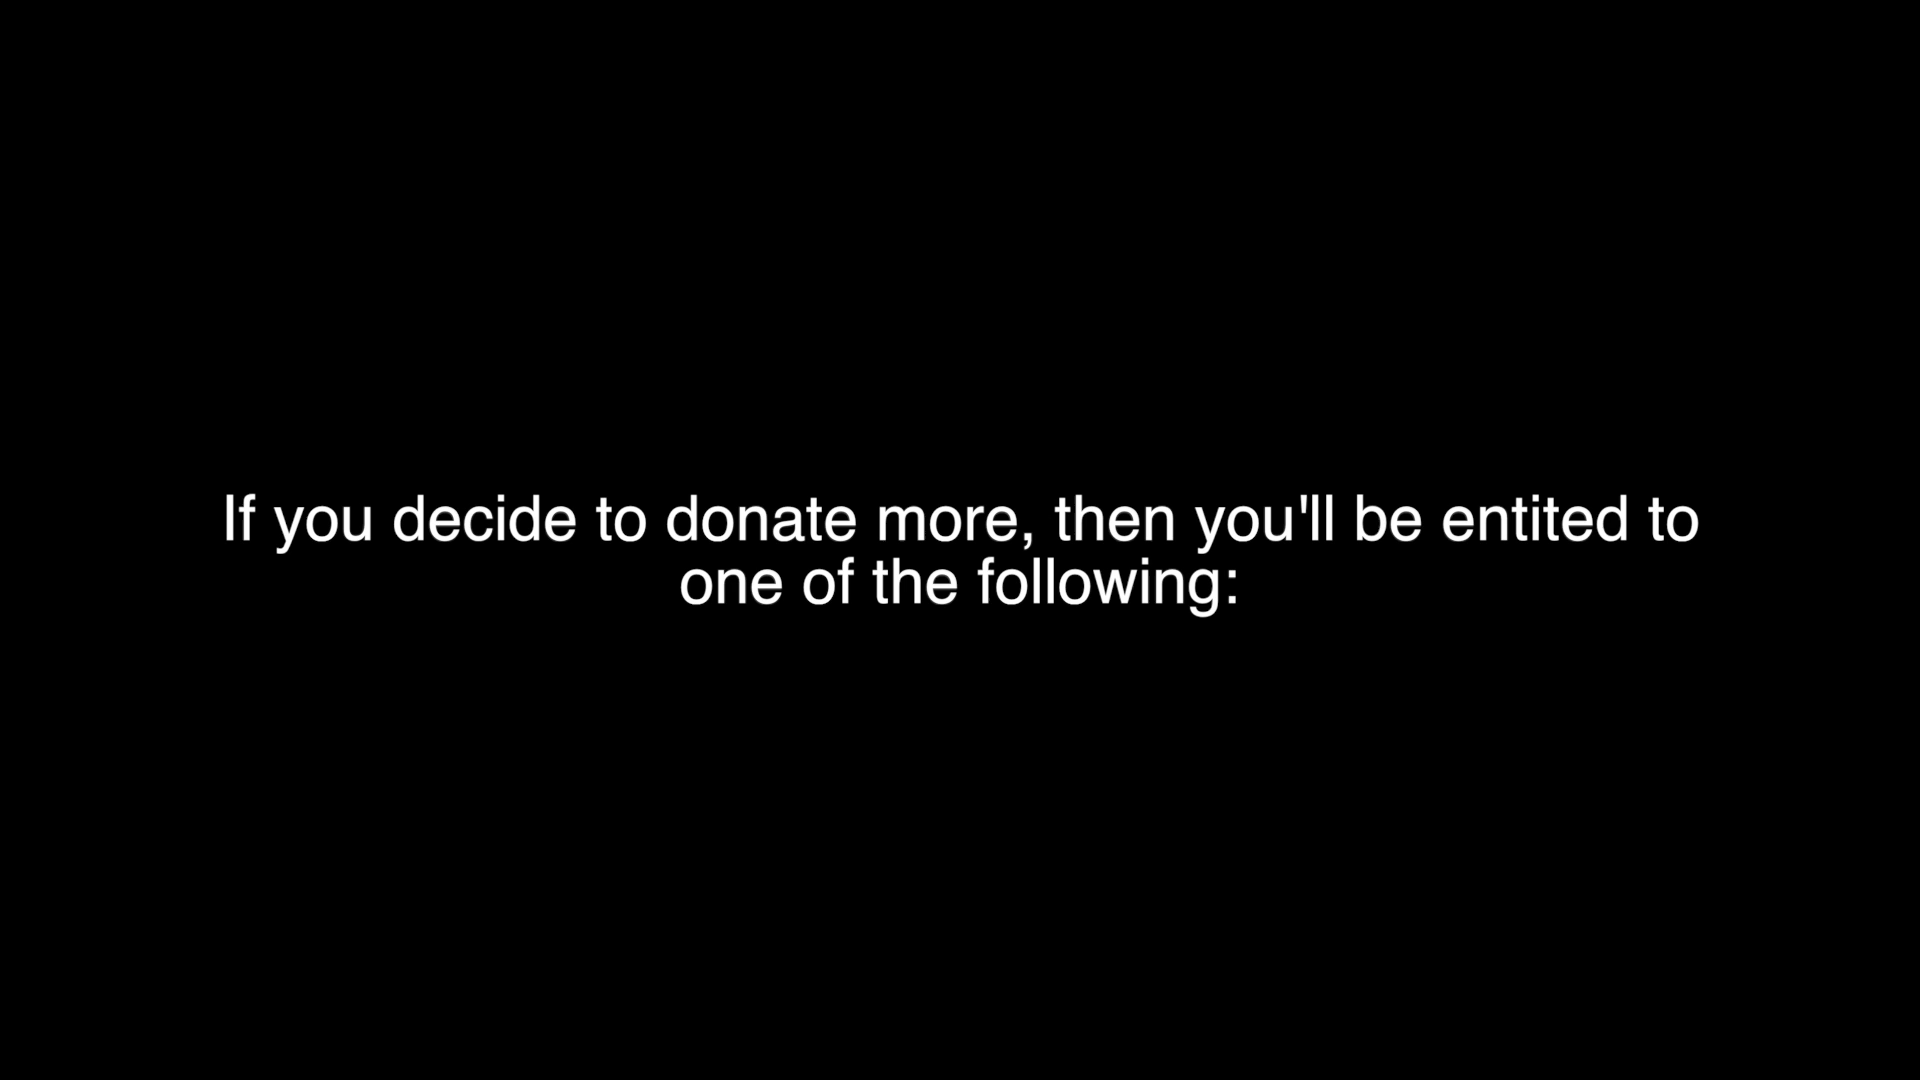 If you decide to donate more, then you'll be entited to
one of the following: